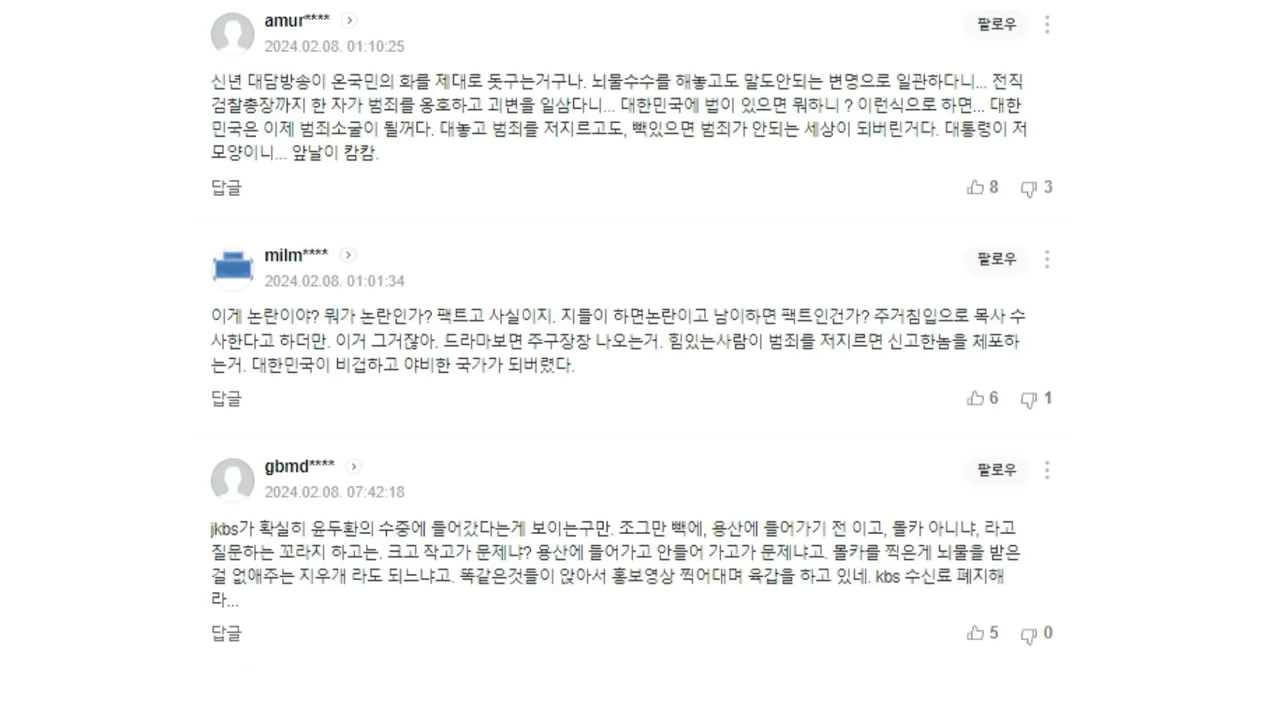 amur****
팔로우
2024.02.08. 01:10:25
신년 대담방송이 온국민의 화를 제대로 돗구는거구나. 뇌물수수를 해놓고도 말도안되는 변명으로 일관하다니... 전직
검찰총장까지 한 자가 범죄를 옹호하고 괴변을 일삼다니... 대한민국에 법이 있으면 뭐하니 ? 이런식으로 하면... 대한
민국은 이제 범죄소굴이 될꺼다. 대놓고 범죄를 저지르고도, 빽있으면 범죄가 안되는 세상이 되버린거다. 대통령이 저
모양이니... 앞날이 캄캄.
답글
8 3
milm****
팔로우
2024.02.08. 01:01:34
이게 논란이야? 뭐가 논란인가? 팩트고 사실이지. 지들이 하면논란이고 남이하면 팩트인건가? 주거침입으로 목사 수
사한다고 하더만. 이거 그거잖아. 드라마보면 주구장창 나오는거. 힘있는사람이 범죄를 저지르면 신고한놈을 체포하
는거. 대한민국이 비겁하고 야비한 국가가 되버렸다.
답글
6 1
gbmd****
팔로우
2024.02.08. 07:42:18
jkbs가 확실히 윤두환의 수중에 들어갔다는게 보이는구만. 조그만 빽에, 용산에 들어가기 전 이고, 몰카 아니냐, 라고
질문하는 꼬라지 하고는. 크고 작고가 문제냐? 용산에 들어가고 안들어 가고가 문제냐고. 몰카를 찍은게 뇌물을 받은
걸 없애주는 지우개 라도 되느냐고. 똑같은것들이 앉아서 홍보영상 찍어대며 육갑을 하고 있네. kbs 수신료 폐지해
라...
답글
5 0